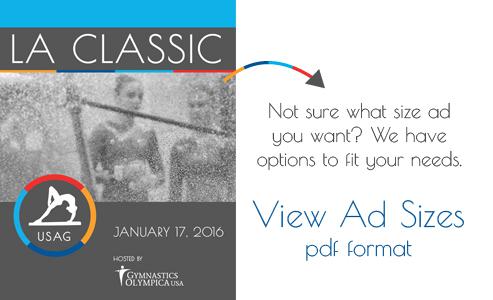 LA CLASSIC
USAG
JANUARY 17, 2016
HOSTED BY
GYMNASTICS
OLYMPICA USA
Not sure what size ad
you want? We have
options to fit your needs.
View Ad Sizes
pdf format